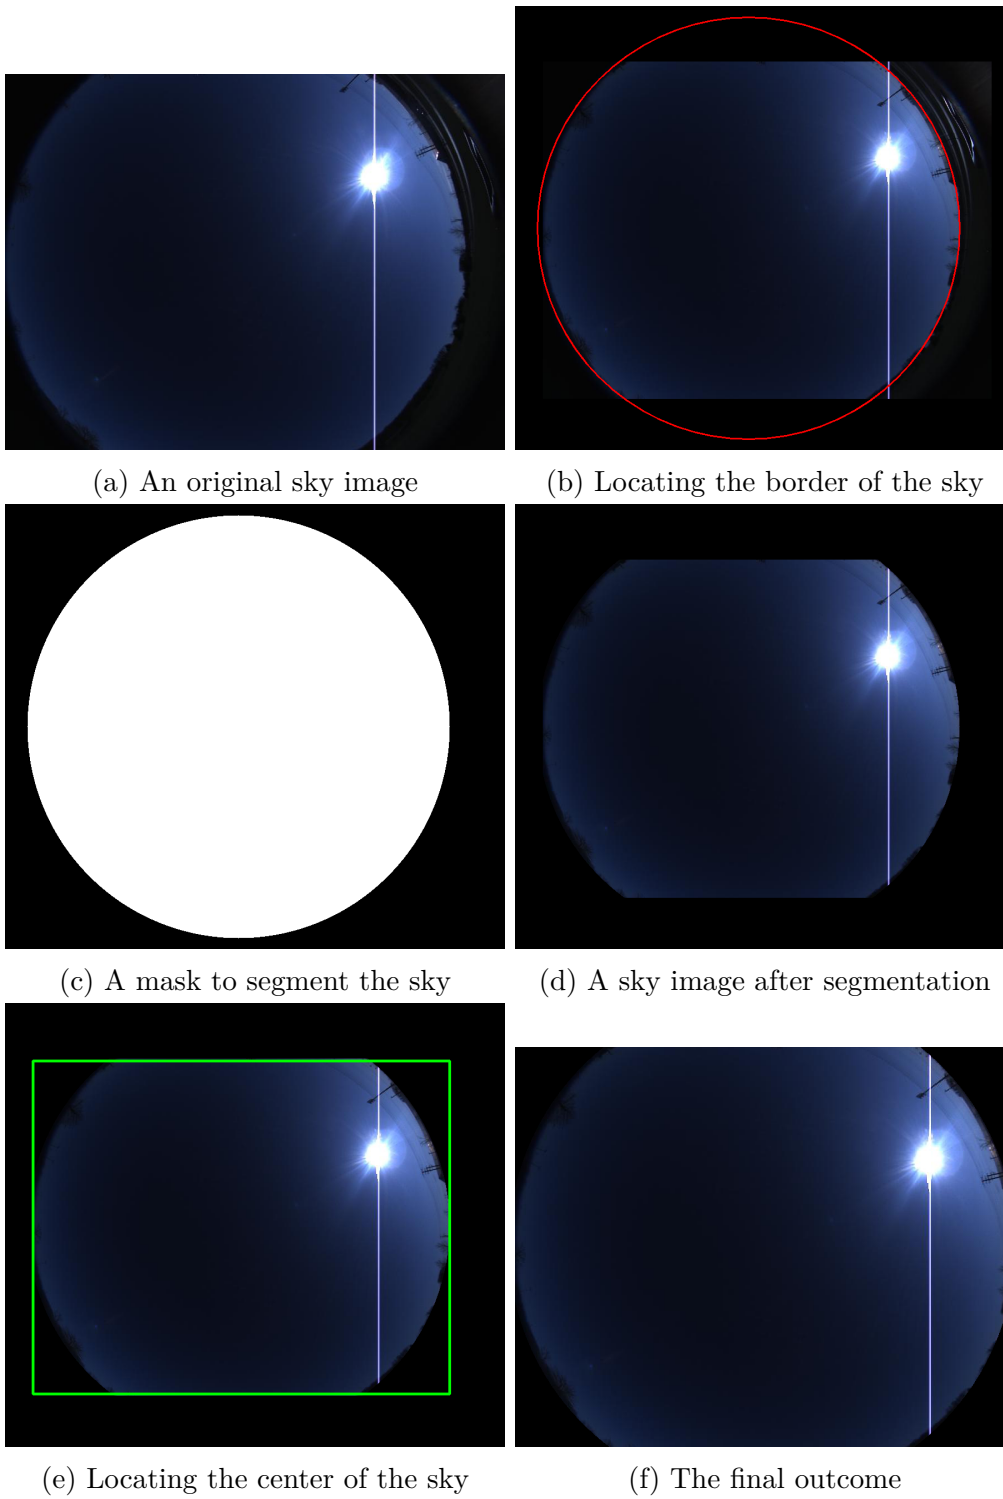 (a) An original sky image
(b) Locating the border of the sky
(c) A mask to segment the sky
(d) A sky image after segmentation
(e) Locating the center of the sky
(f) The final outcome